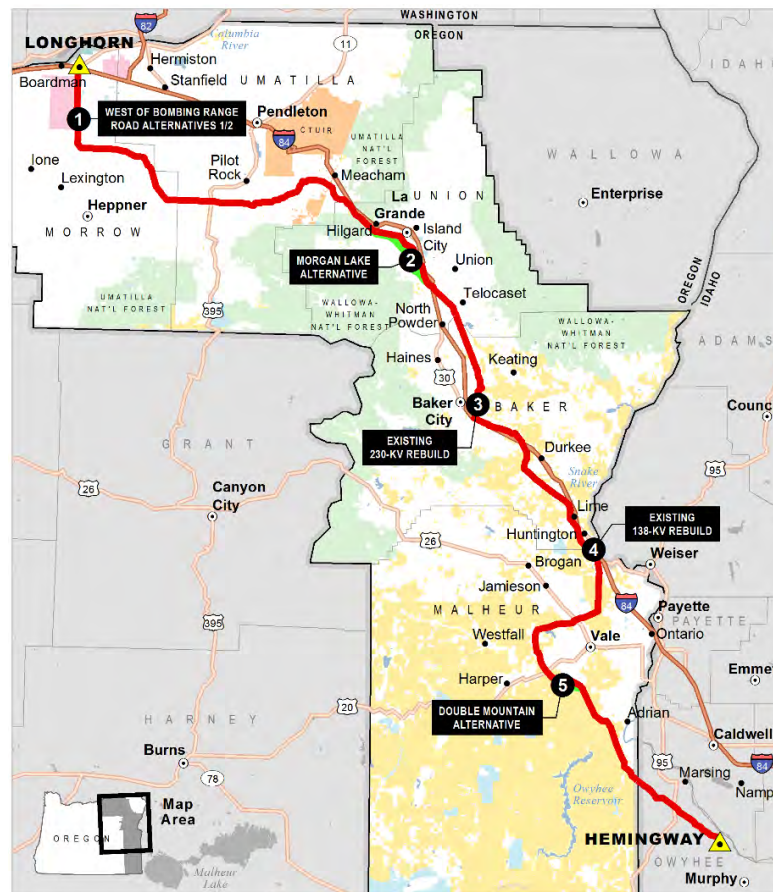 WASHINGTON
OREGON
82
Columbia
River
11
IDAHO
LONGHORN
Boardman
Hermiston
Stanfield
UMATILLA
1
WEST OF BOMBING RANGE
ROAD ALTERNATIVES 1/2
Pendleton
CTUIR
84
UMATILLA
NAT'L FOREST
WALLOWA
Ione
Lexington
Pilot
Rock
Meacham
Heppner
La
Grande
UNION
Enterprise
MORROW
Hilgard
Island
City
MORGAN LAKE
ALTERNATIVE
2
Union
OREGON
IDAHO
UMATILLA
NAT'L FOREST
395
WALLOWA-
WHITMAN
NAT'L FOREST
North
Powder
Telocaset
WALLOWA-
WHITMAN
NAT'L FOREST
ADAMS
Haines
30
Keating
Baker
City
3
BAKER
EXISTING
230-KV REBUILD
GRANT
Durkee
95
26
Canyon
City
Snake
River
Lime
EXISTING
138-KV REBUILD
Huntington
4
Weiser
26
Brogan
Jamieson
84
Payette
PAYETTE
MALHEUR
Ontario
395
Westfall
Vale
Harper
5
DOUBLE MOUNTAIN
ALTERNATIVE
20
HARNEY
Adrian
Caldwell
84
Burns
78
95
Marsing
Owyhee
Reservoir
Map
Area
OREGON
HEMINGWAY
OWYHEE
Malheur
Lake
Murphy